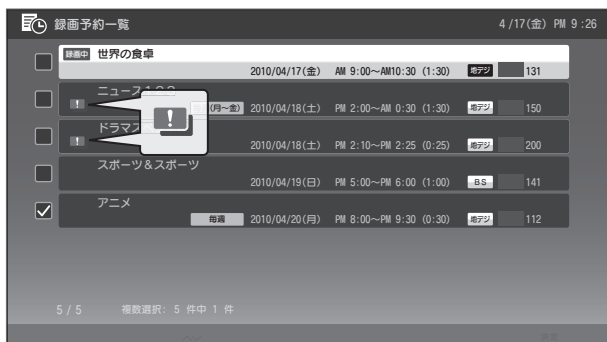 録画予約一覧 4/17(金) PM 9:26
録画中 世界の食卓
2010/04/17(金) AM 9:00～AM10:30 (1:30) 地デジ 131
ニュース
! (月～金) 2010/04/18(土) PM 2:00～AM 0:30 (1:30) 地デジ 150
!
ドラマス
! 2010/04/18(土) PM 2:10～PM 2:25 (0:25) 地デジ 200
スポーツ＆スポーツ
2010/04/19(日) PM 5:00～PM 6:00 (1:00) BS 141
アニメ
毎週 2010/04/20(月) PM 8:00～PM 9:30 (0:30) 地デジ 112
5/5 複数選択: 5 件中 1 件